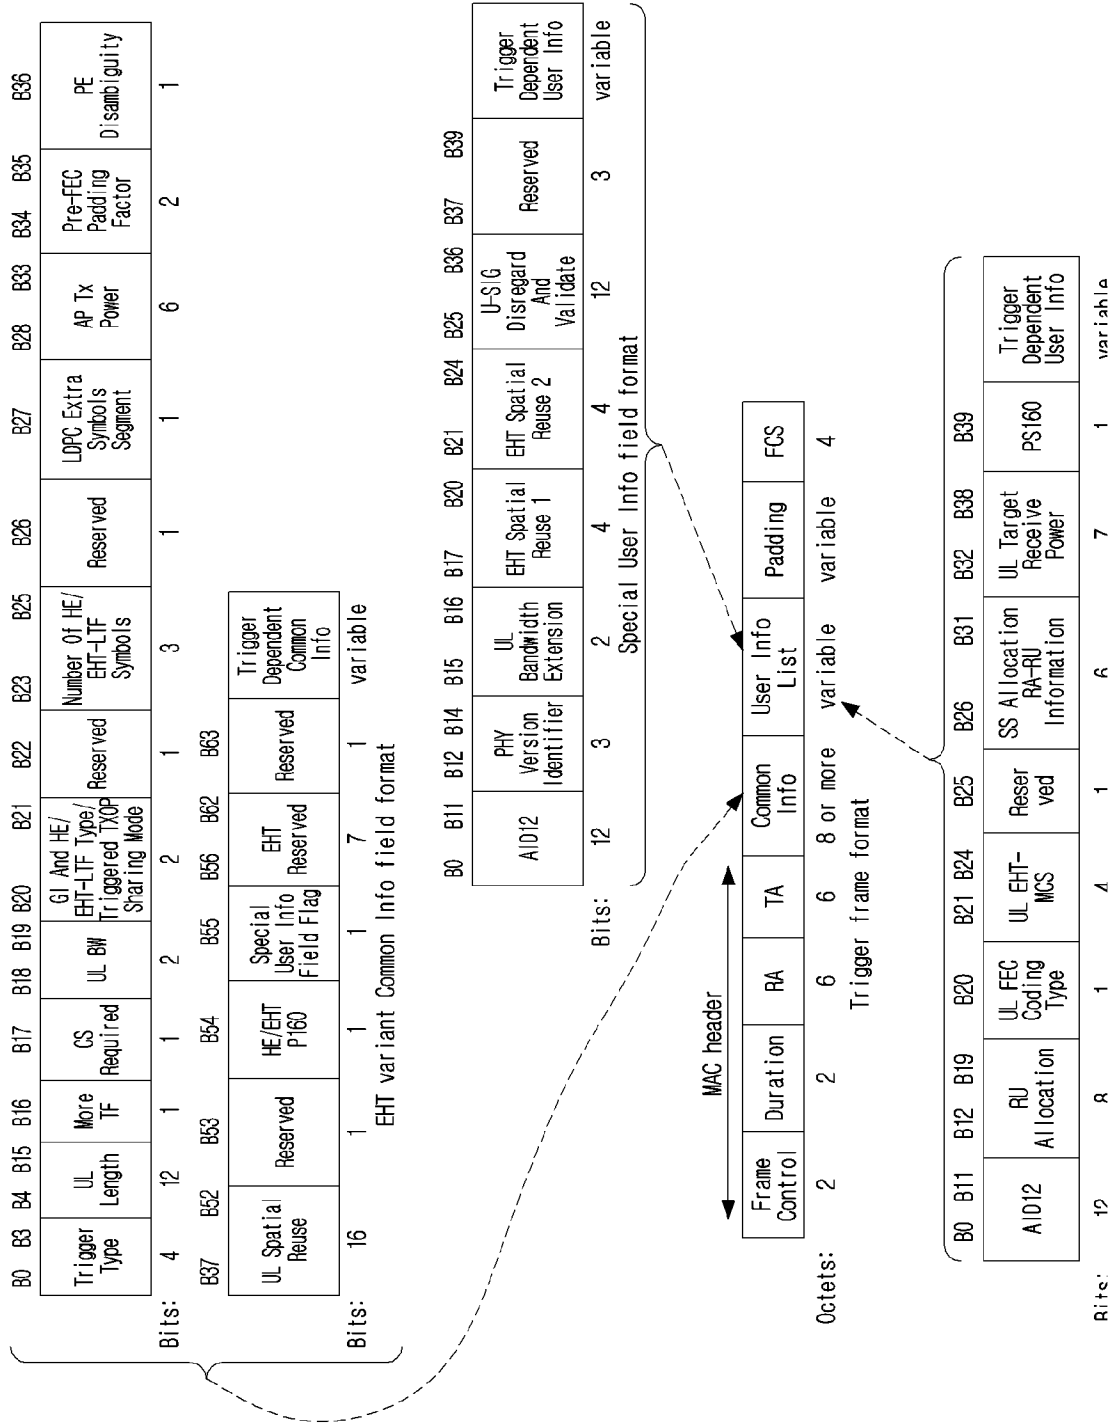 B0 B3 B4 B15 B16 B17 B18 B19 B20 B21 B22 B23 B25 B26 B27 B28 B33 B34 B35 B36
Trigger
Type
UL
Length
More
TF
CS
Required
UL BW
GI And HE/
EHT-LTF Type/
Triggered TXOP
Sharing Mode
Reserved
Number Of HE/
EHT-LTF
Symbols
Reserved
LDPC Extra
Symbols
Segment
AP Tx
Power
Pre-FEC
Padding
Factor
PE
Disambiguity
Bits: 4 12 1 1 2 2 1 3 1 1 6 2 1
B37 B52 B53 B54 B55 B56 B62 B63
UL Spatial
Reuse
Reserved
HE/EHT
P160
Special
User Info
Field Flag
EHT
Reserved
Reserved
Trigger
Dependent
Common
Info
Bits: 16 1 1 1 7 1 variable
EHT variant Common Info field format
B0 B11 B12 B14 B15 B16 B17 B20 B21 B24 B25 B36 B37 B39
AID12
PHY
Version
Identifier
UL
Bandwidth
Extension
EHT Spatial
Reuse 1
EHT Spatial
Reuse 2
U-SIG
Disregard
And
Validate
Reserved
Trigger
Dependent
User Info
Bits: 12 3 2 4 4 12 3 variable
Special User Info field format
MAC header
Frame
Control
Duration
RA
TA
Common
Info
User Info
List
Padding
FCS
Octets: 2 2 6 6 8 or more variable variable 4
Trigger frame format
B0 B11 B12 B19 B20 B21 B24 B25 B26 B31 B32 B38 B39
AID12
RU
Allocation
UL FEC
Coding
Type
UL EHT-
MCS
Reser
ved
SS Allocation
RA-RU
Information
UL Target
Receive
Power
PS160
Trigger
Dependent
User Info
Bits: 12 8 1 4 1 6 7 1 variable